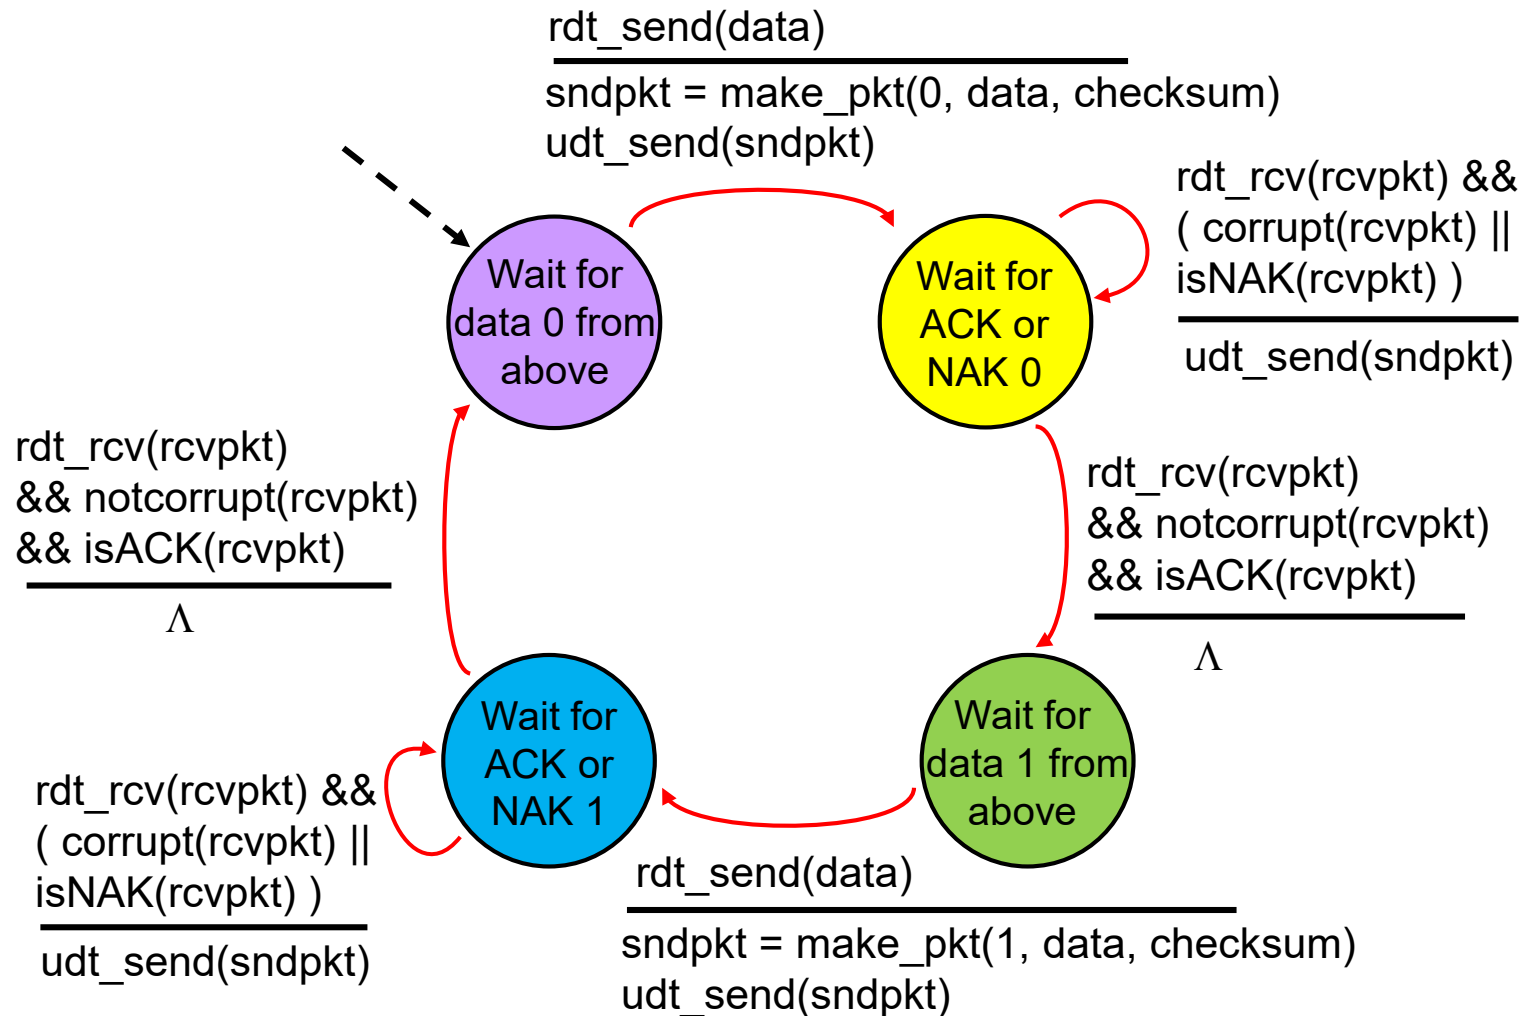 rdt_send(data)
sndpkt = make_pkt(0, data, checksum)
udt_send(sndpkt)
rdt_rcv(rcvpkt) &&
( corrupt(rcvpkt) ||
isNAK(rcvpkt) )
udt_send(sndpkt)
Wait for
data 0 from
above
Wait for
ACK or
NAK 0
rdt_rcv(rcvpkt)
&& notcorrupt(rcvpkt)
&& isACK(rcvpkt)
Λ
rdt_rcv(rcvpkt)
&& notcorrupt(rcvpkt)
&& isACK(rcvpkt)
Λ
Wait for
ACK or
NAK 1
Wait for
data 1 from
above
rdt_rcv(rcvpkt) &&
( corrupt(rcvpkt) ||
isNAK(rcvpkt) )
udt_send(sndpkt)
rdt_send(data)
sndpkt = make_pkt(1, data, checksum)
udt_send(sndpkt)